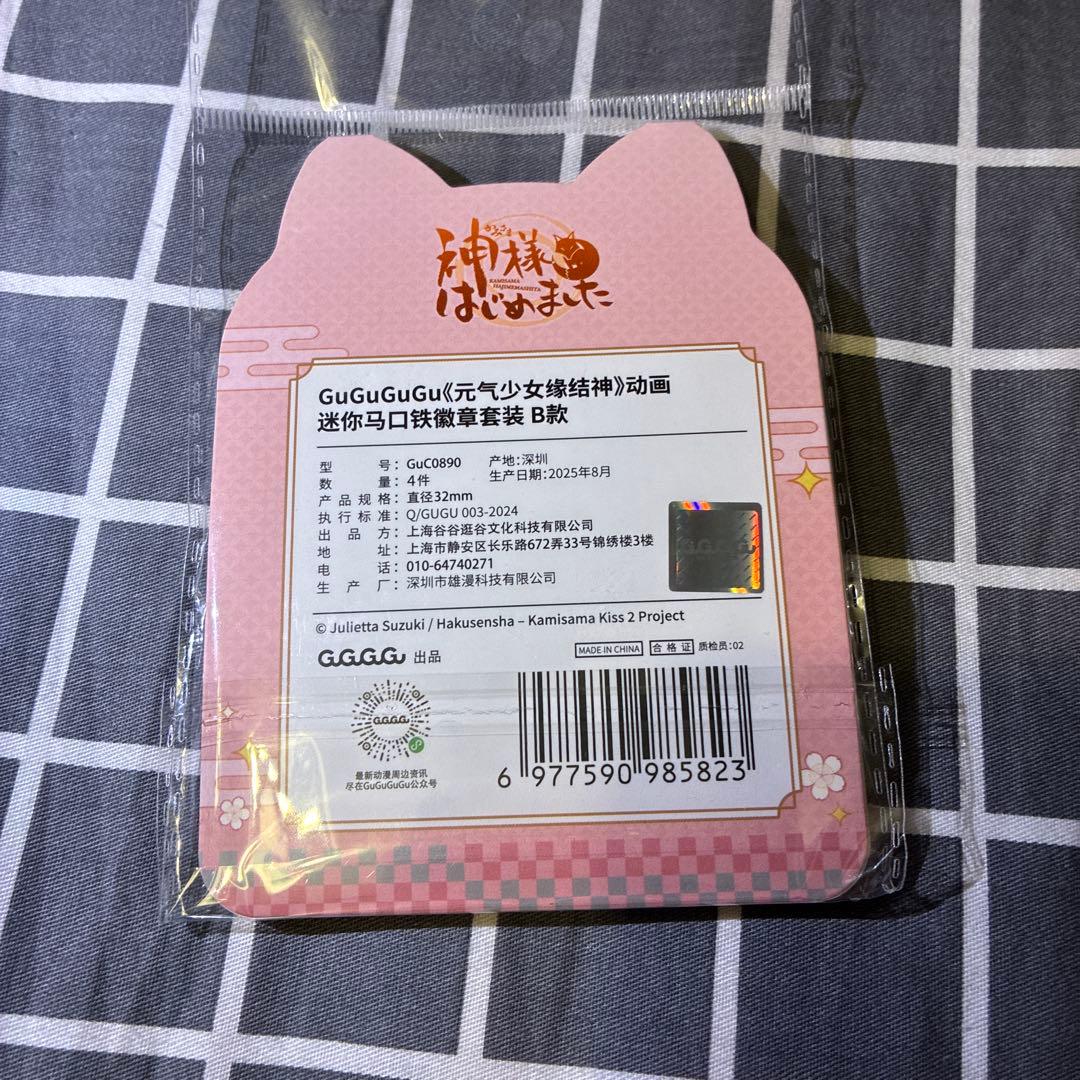 かみさま
神様
KAMISAMA
HAJIMEMASHITA
はじめました
GuGuGuGu《元气少女缘结神》动画
迷你马口铁徽章套装 B款
型号：GuC0890 产地：深圳
数量：4件 生产日期：2025年8月
产品规格：直径32mm
执行标准：Q/GUGU 003-2024
出品方：上海谷谷逛谷文化科技有限公司
地址：上海市静安区长乐路672弄33号锦绣楼3楼
电话：010-64740271
生产厂：深圳市雄漫科技有限公司
© Julietta Suzuki / Hakusensha – Kamisama Kiss 2 Project
GuGuGuGu 出品
MADE IN CHINA 合格证 质检员：02
G.G.G.G.
最新动漫周边资讯
尽在GuGuGuGu公众号
6 977590 985823